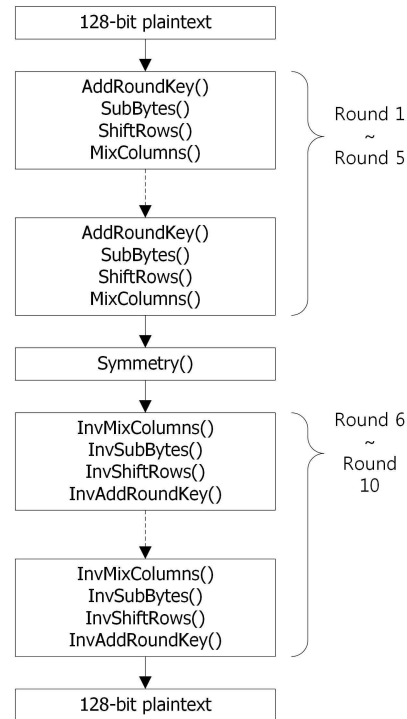 128-bit plaintext
AddRoundKey()
SubBytes()
ShiftRows()
MixColumns()
Round 1
~
Round 5
AddRoundKey()
SubBytes()
ShiftRows()
MixColumns()
Symmetry()
InvMixColumns()
InvSubBytes()
InvShiftRows()
InvAddRoundKey()
Round 6
~
Round
10
InvMixColumns()
InvSubBytes()
InvShiftRows()
InvAddRoundKey()
128-bit plaintext